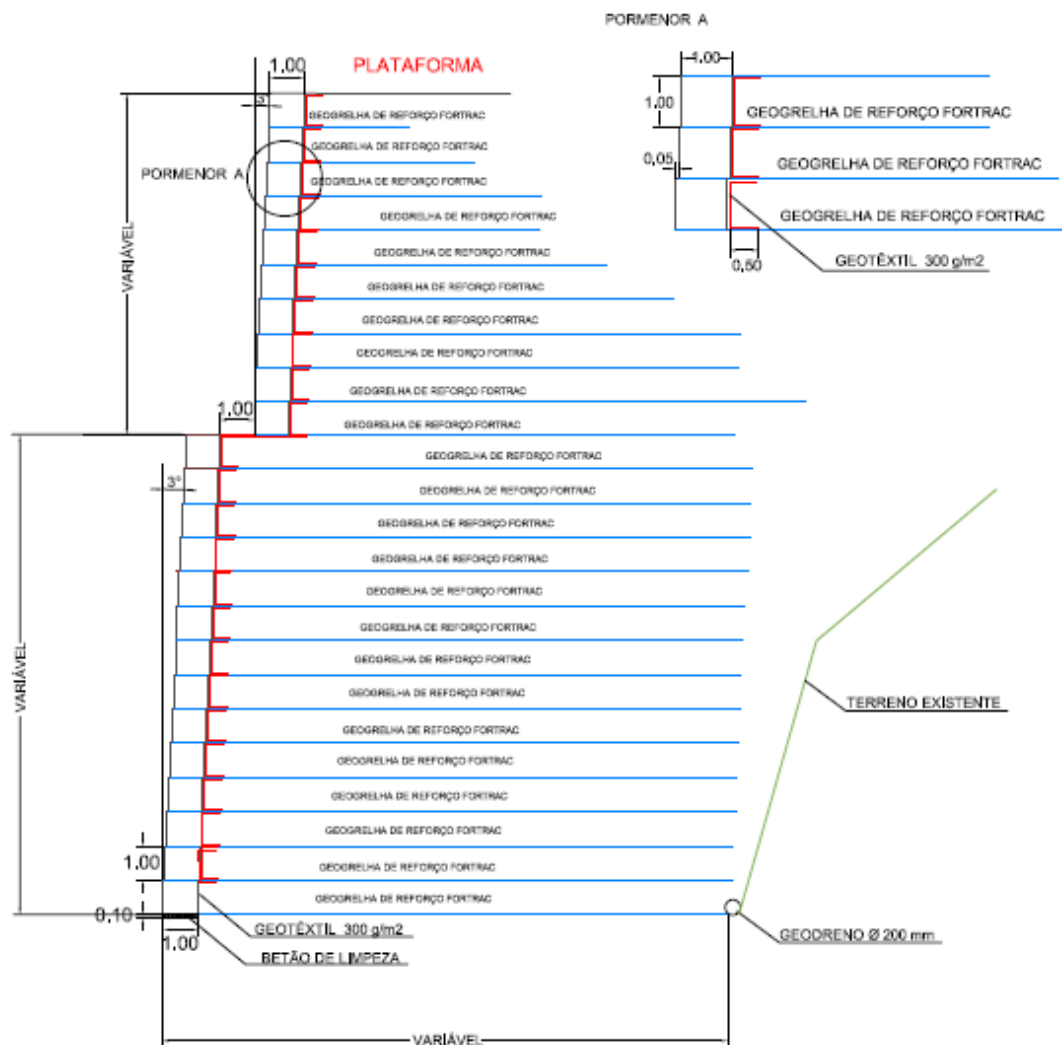 PORMENOR A
1.00
PLATAFORMA
1.00
3°
GEOGRELHA DE REFORÇO FORTRAC
1.00
GEOGRELHA DE REFORÇO FORTRAC
GEOGRELHA DE REFORÇO FORTRAC
GEOGRELHA DE REFORÇO FORTRAC
0,05
PORMENOR A
GEOGRELHA DE REFORÇO FORTRAC
GEOGRELHA DE REFORÇO FORTRAC
GEOGRELHA DE REFORÇO FORTRAC
GEOTÊXTIL 300 g/m2
0,50
VARIÁVEL
GEOGRELHA DE REFORÇO FORTRAC
GEOGRELHA DE REFORÇO FORTRAC
GEOGRELHA DE REFORÇO FORTRAC
GEOGRELHA DE REFORÇO FORTRAC
GEOGRELHA DE REFORÇO FORTRAC
1.00
GEOGRELHA DE REFORÇO FORTRAC
GEOGRELHA DE REFORÇO FORTRAC
3°
GEOGRELHA DE REFORÇO FORTRAC
GEOGRELHA DE REFORÇO FORTRAC
GEOGRELHA DE REFORÇO FORTRAC
GEOGRELHA DE REFORÇO FORTRAC
GEOGRELHA DE REFORÇO FORTRAC
GEOGRELHA DE REFORÇO FORTRAC
VARIÁVEL
GEOGRELHA DE REFORÇO FORTRAC
TERRENO EXISTENTE
GEOGRELHA DE REFORÇO FORTRAC
GEOGRELHA DE REFORÇO FORTRAC
GEOGRELHA DE REFORÇO FORTRAC
GEOGRELHA DE REFORÇO FORTRAC
1.00
GEOGRELHA DE REFORÇO FORTRAC
GEOGRELHA DE REFORÇO FORTRAC
0,10
1.00
GEOTÊXTIL 300 g/m2
GEODRENO Ø 200 mm
BETÃO DE LIMPEZA
VARIÁVEL